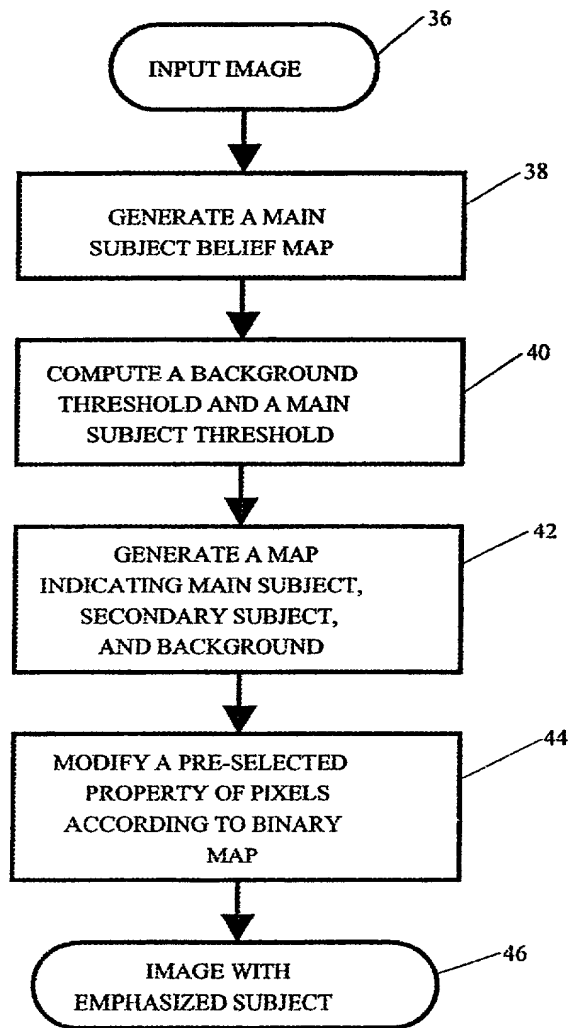 36
INPUT IMAGE
38
GENERATE A MAIN
SUBJECT BELIEF MAP
40
COMPUTE A BACKGROUND
THRESHOLD AND A MAIN
SUBJECT THRESHOLD
42
GENERATE A MAP
INDICATING MAIN SUBJECT,
SECONDARY SUBJECT,
AND BACKGROUND
44
MODIFY A PRE-SELECTED
PROPERTY OF PIXELS
ACCORDING TO BINARY
MAP
46
IMAGE WITH
EMPHASIZED SUBJECT